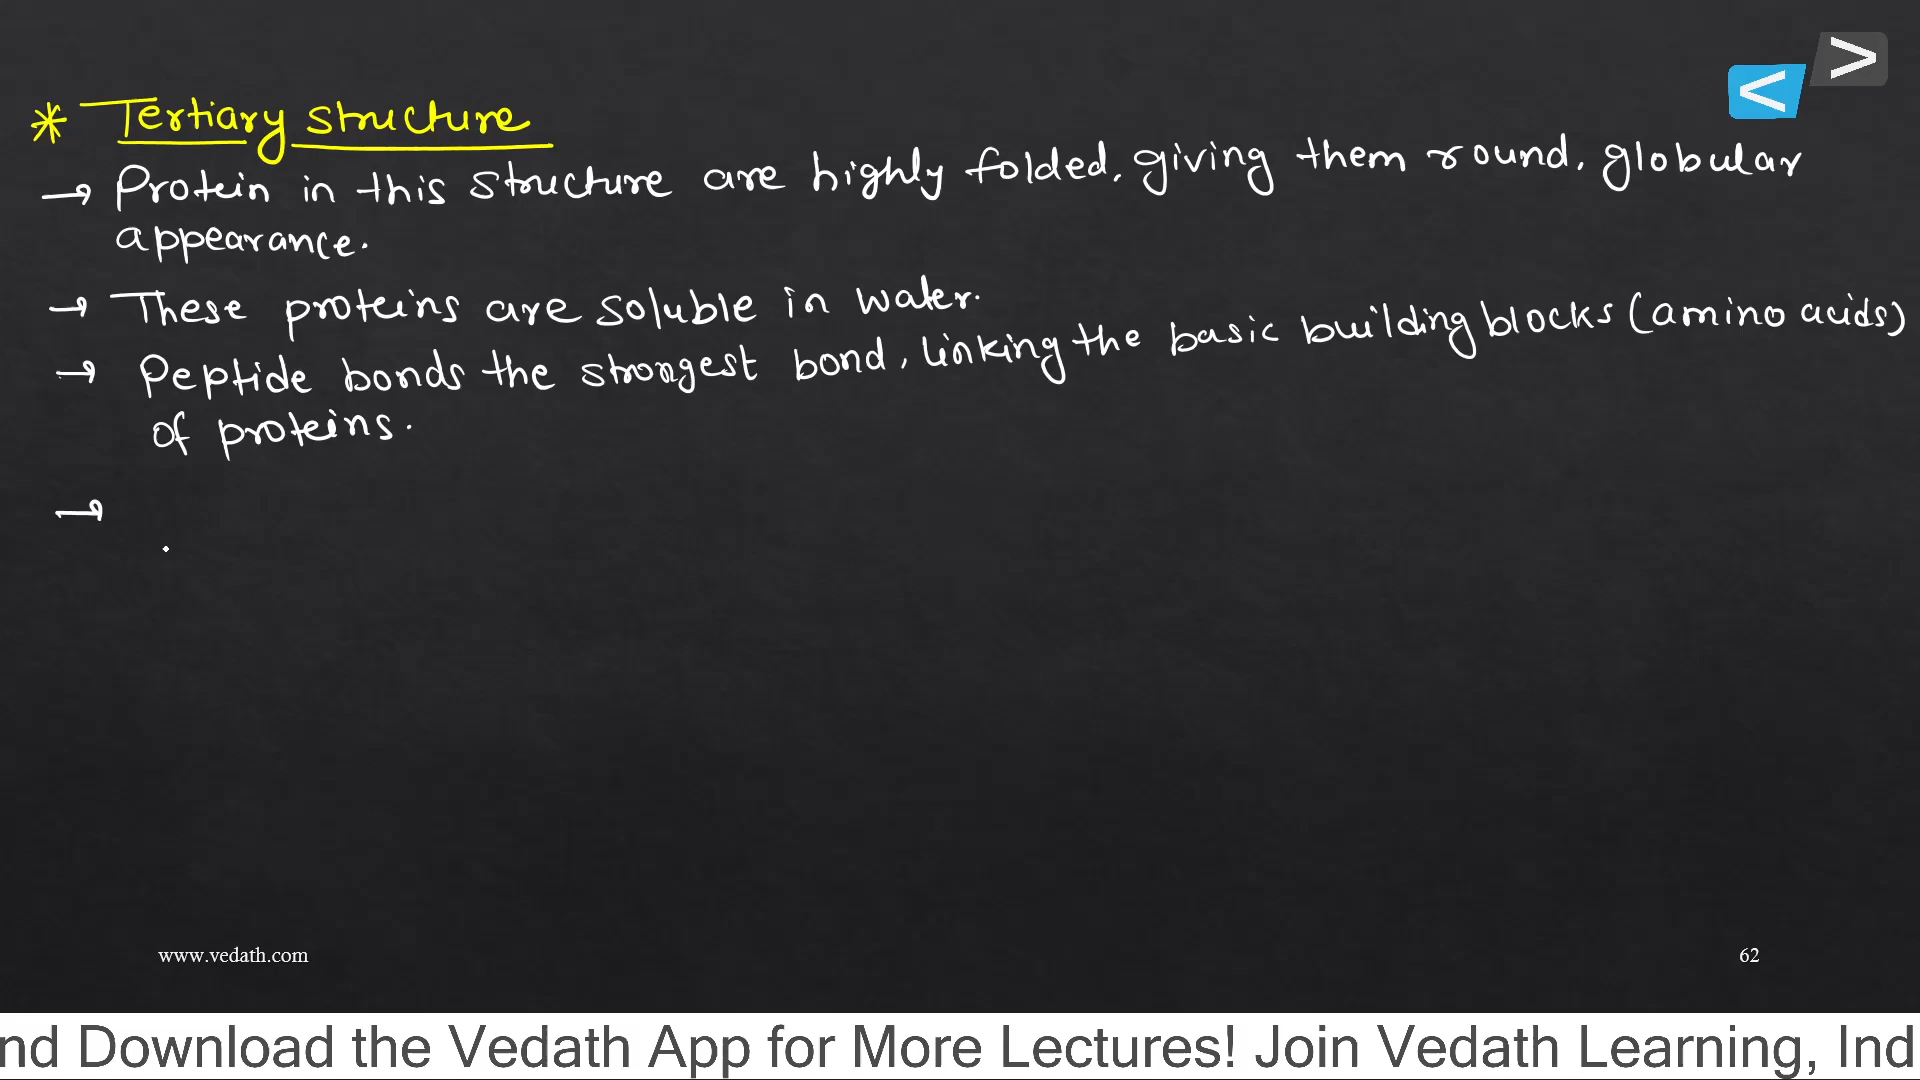 * Tertiary structure
→ Protein in this structure are highly folded, giving them round, globular
appearance.
→ These proteins are soluble in water.
→ Peptide bonds the strongest bond, linking the basic building blocks (amino acids)
of proteins.
→
www.vedath.com
62
nd Download the Vedath App for More Lectures! Join Vedath Learning, Ind